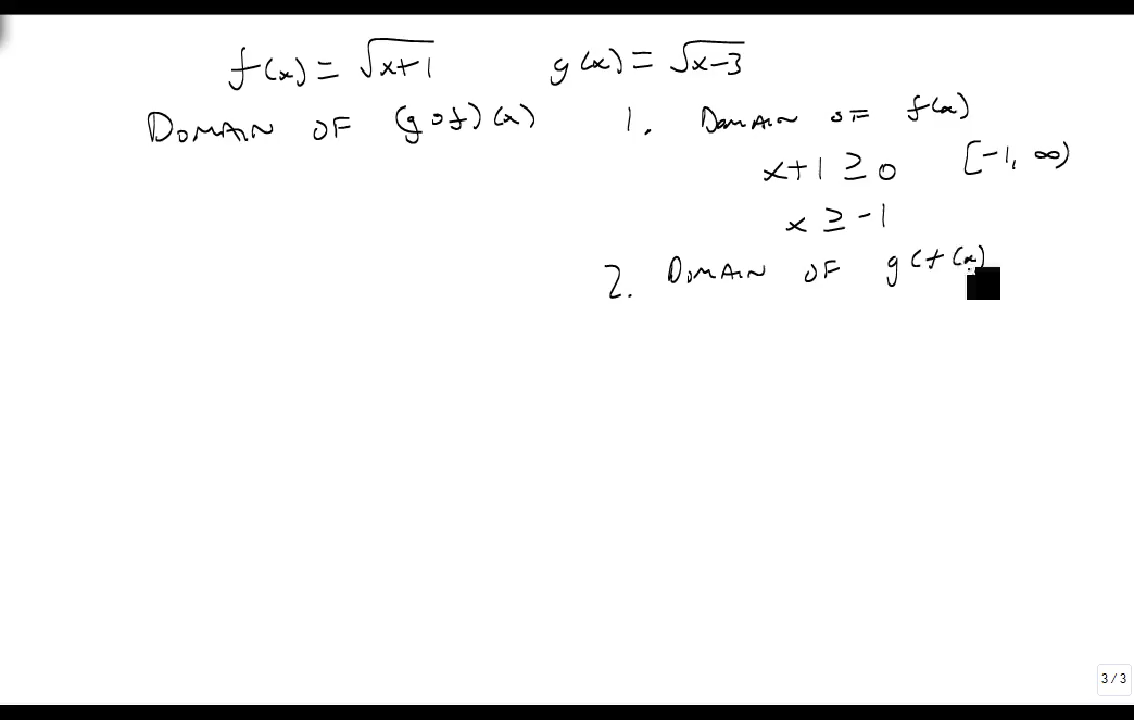 f(x) = √x+1 g(x) = √x-3
DOMAIN OF (g∘f)(x) 1. DOMAIN OF f(x)
x+1 ≥ 0 [-1, ∞)
x ≥ -1
2. DOMAIN OF g(f(x)
3/3